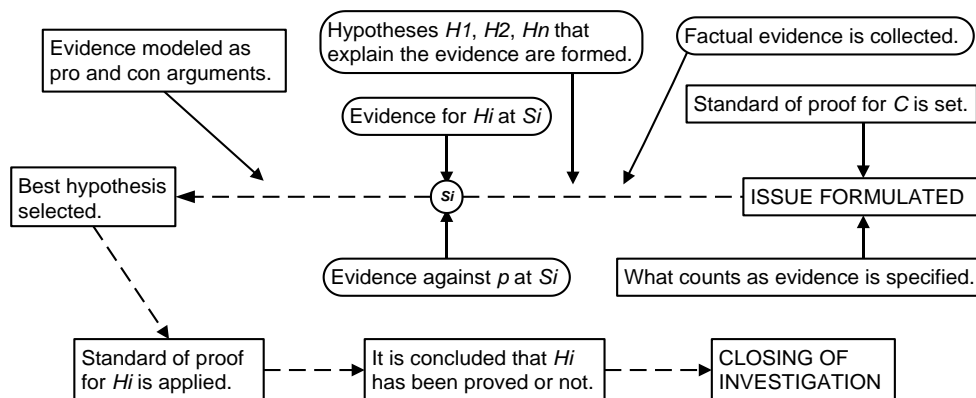 Evidence modeled as
pro and con arguments.
Hypotheses H1, H2, Hn that
explain the evidence are formed.
Factual evidence is collected.
Evidence for Hi at Si
Standard of proof for C is set.
Best hypothesis
selected.
Si
ISSUE FORMULATED
Evidence against p at Si
What counts as evidence is specified.
Standard of proof
for Hi is applied.
It is concluded that Hi
has been proved or not.
CLOSING OF
INVESTIGATION